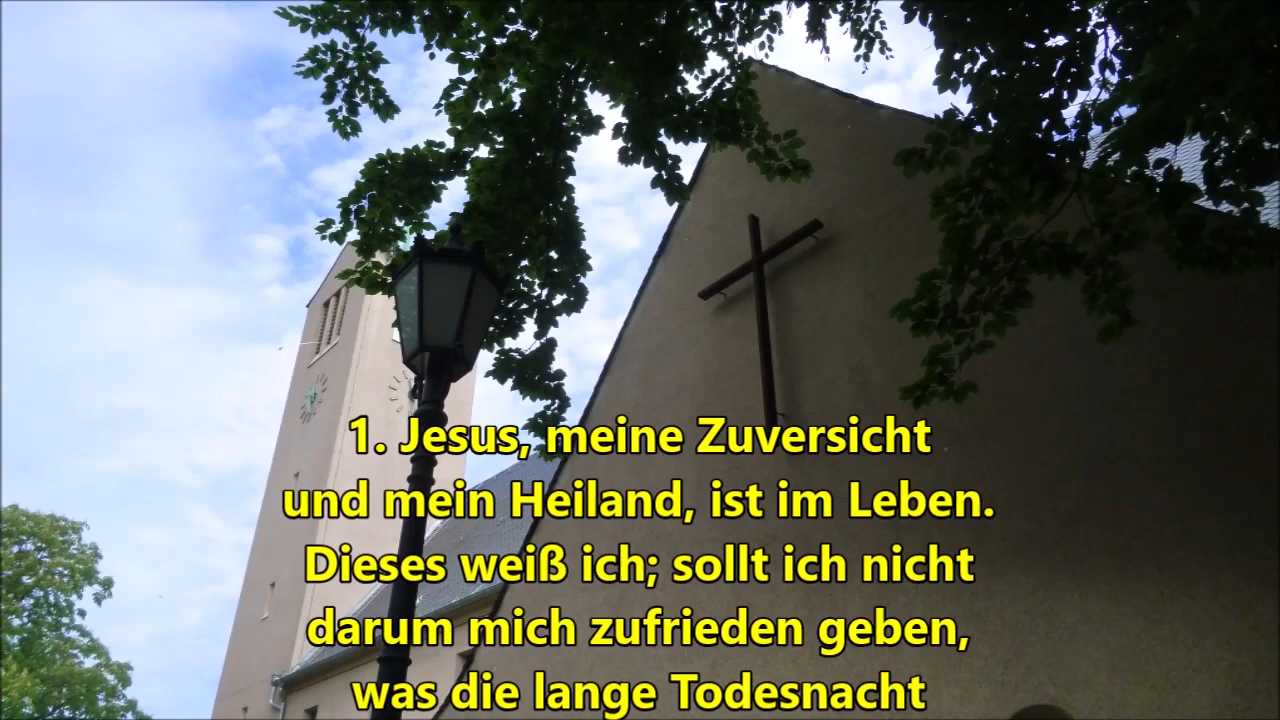 1. Jesus, meine Zuversicht
und mein Heiland, ist im Leben.
Dieses weiß ich; sollt ich nicht
darum mich zufrieden geben,
was die lange Todesnacht